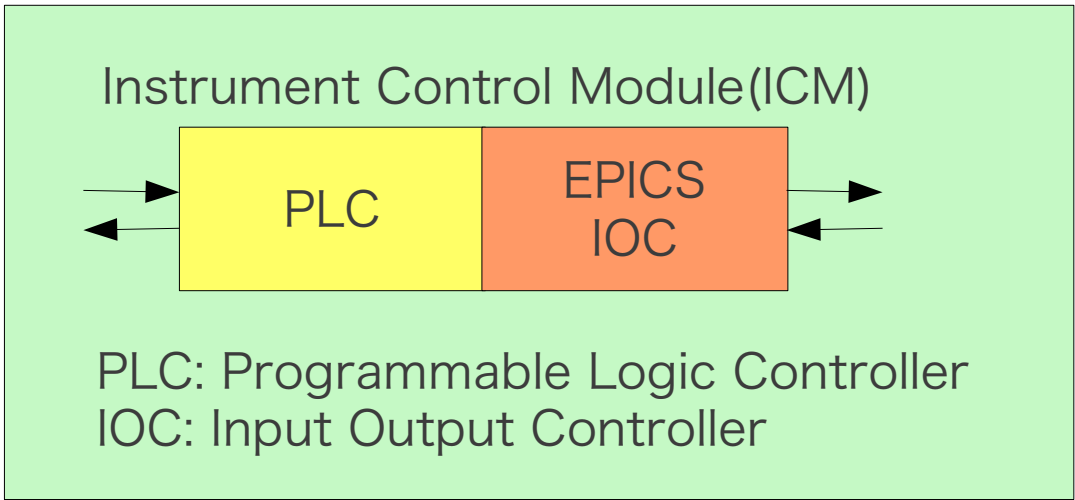 Instrument Control Module(ICM)
PLC
EPICS
IOC
PLC: Programmable Logic Controller
IOC: Input Output Controller